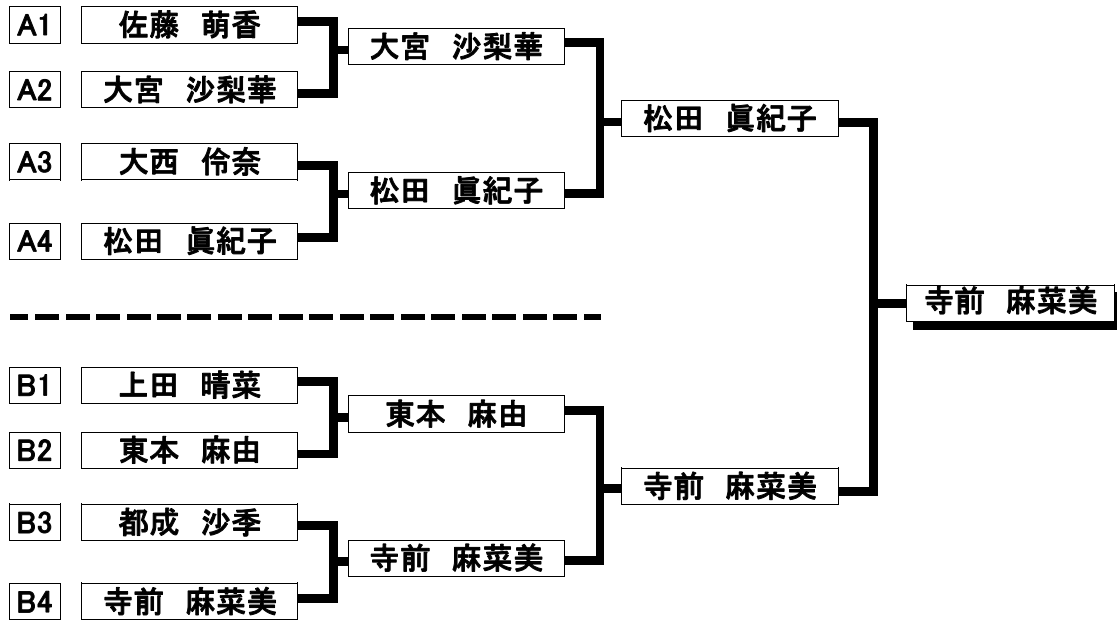 A1 佐藤 萌香
大宮 沙梨華
A2 大宮 沙梨華
松田 眞紀子
A3 大西 伶奈
松田 眞紀子
A4 松田 眞紀子
寺前 麻菜美
B1 上田 晴菜
東本 麻由
B2 東本 麻由
寺前 麻菜美
B3 都成 沙季
寺前 麻菜美
B4 寺前 麻菜美